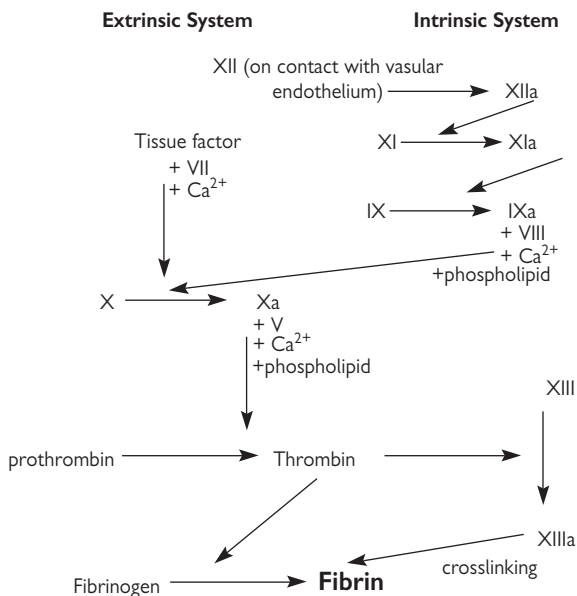 Extrinsic System
Intrinsic System
XII (on contact with vasular
endothelium)
XIIa
XI
XIa
Tissue factor
+ VII
+ Ca²⁺
IX
IXa
+ VIII
+ Ca²⁺
+phospholipid
X
Xa
+ V
+ Ca²⁺
+phospholipid
XIII
prothrombin
Thrombin
XIIIa
crosslinking
Fibrinogen
Fibrin